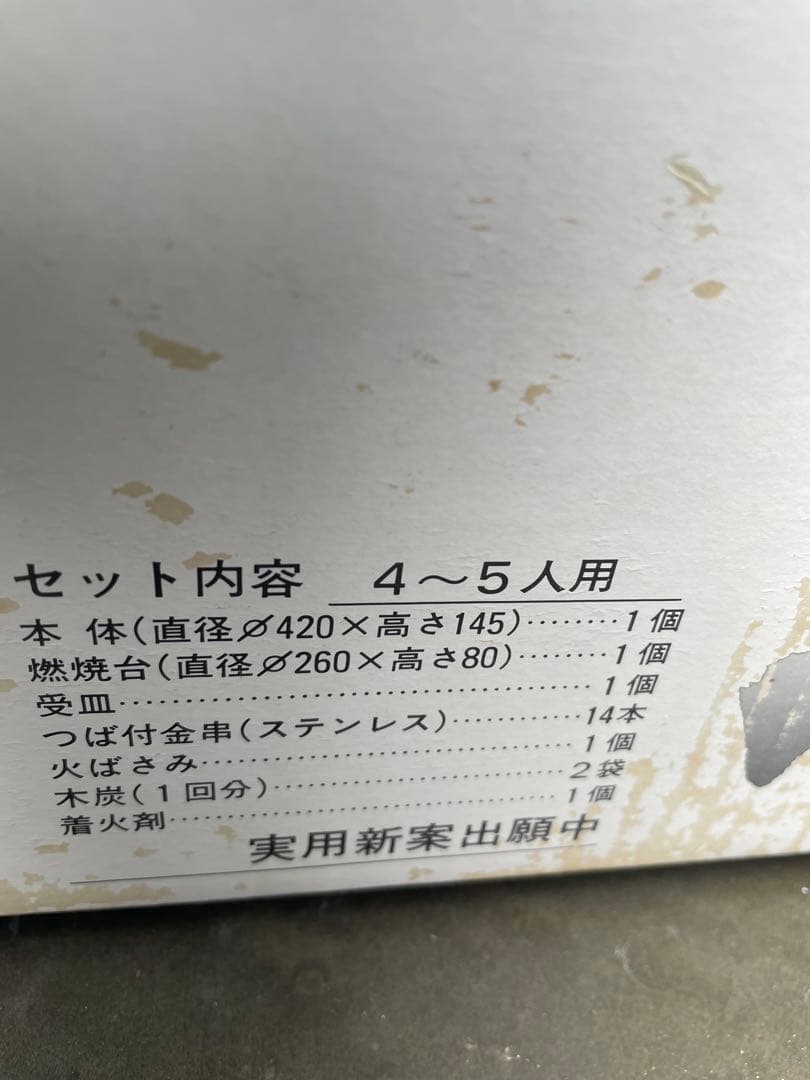 セット内容 4～5人用
本体(直径⌀420×高さ145)………1個
燃焼台(直径⌀260×高さ80)………1個
受皿………………………………1個
つば付金串(ステンレス)…………14本
火ばさみ…………………………1個
木炭(1回分)……………………2袋
着火剤……………………………1個
実用新案出願中